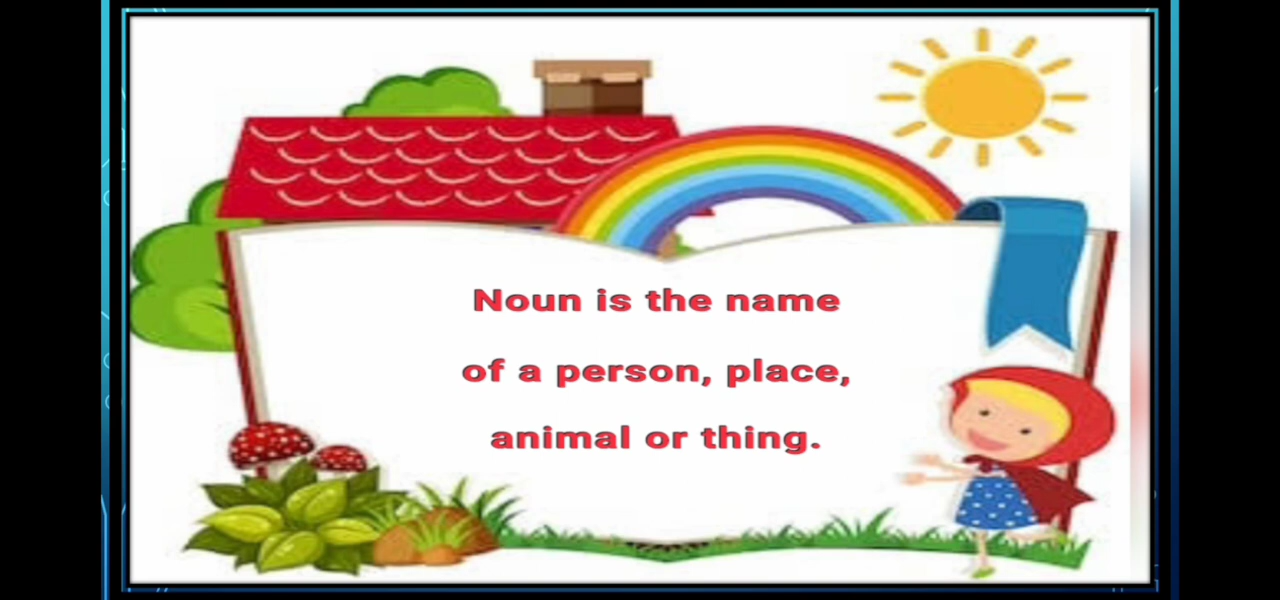 Noun is the name
of a person, place,
animal or thing.